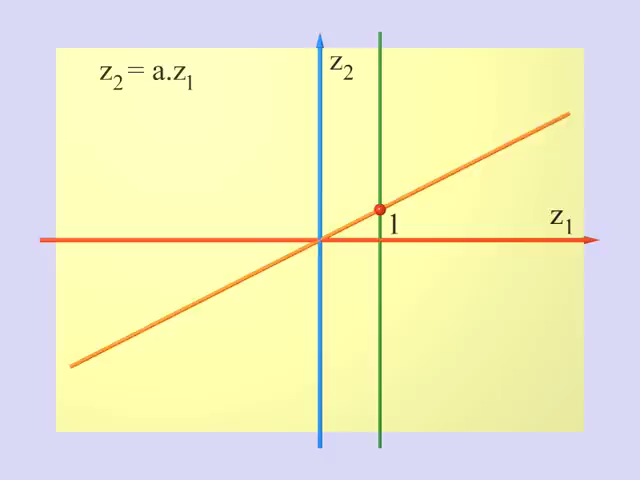 z₂ = a.z₁
z₂
z₁
1